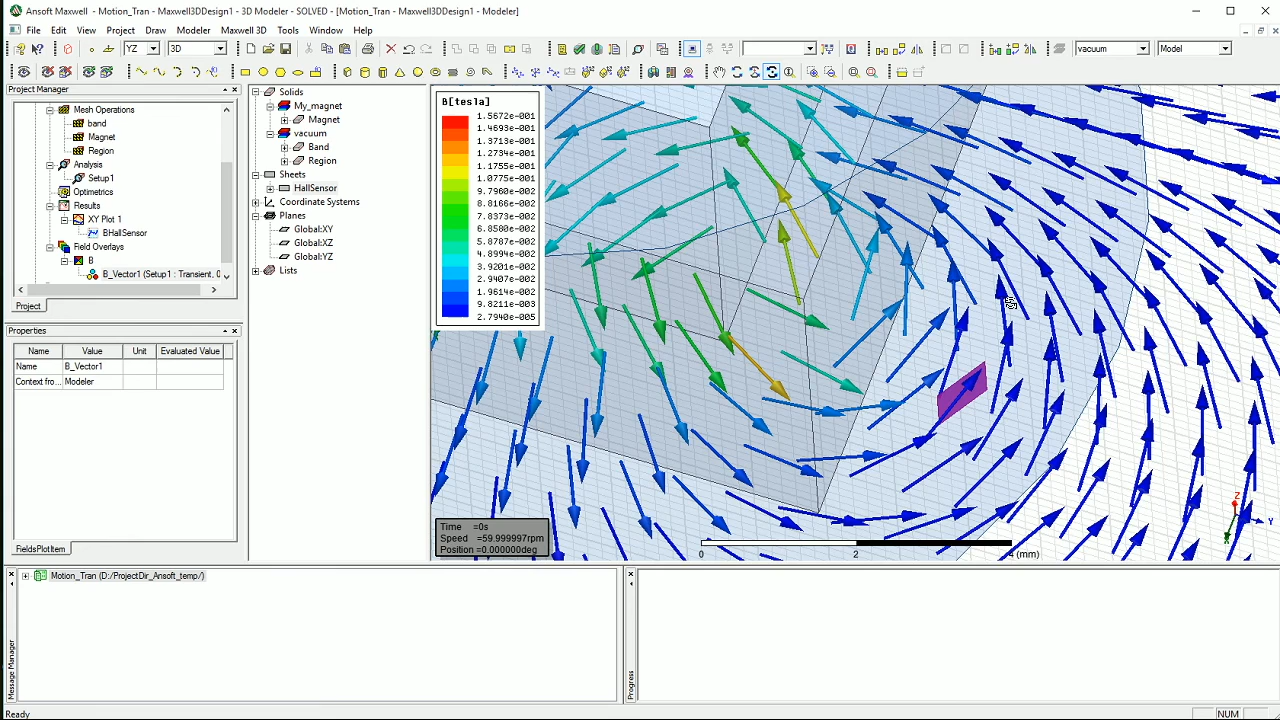 Ansoft Maxwell - Motion_Tran - Maxwell3DDesign1 - 3D Modeler - SOLVED - [Motion_Tran - Maxwell3DDesign1 - Modeler]
File Edit View Project Draw Modeler Maxwell 3D Tools Window Help
YZ 3D vacuum Model
Project Manager
Mesh Operations
band
Magnet
Region
Analysis
Setup1
Optimetrics
Results
XY Plot 1
BHallSensor
Field Overlays
B
B_Vector1 (Setup1 : Transient, 0
Project
Properties
Name Value Unit Evaluated Value
Name B_Vector1
Context fro... Modeler
FieldsPlotItem
Solids
My_magnet
Magnet
vacuum
Band
Region
Sheets
HallSensor
Coordinate Systems
Planes
Global:XY
Global:XZ
Global:YZ
Lists
B[tesla]
1.5672e-001
1.4693e-001
1.3713e-001
1.2734e-001
1.1755e-001
1.0775e-001
9.7960e-002
8.8166e-002
7.8373e-002
6.8580e-002
5.8787e-002
4.8994e-002
3.9201e-002
2.9407e-002
1.9614e-002
9.8211e-003
2.7940e-005
Time =0s
Speed =59.999997rpm
Position =0.000000deg
0 2 4 (mm)
Z
Y
X
Message Manager
Motion_Tran (D:/ProjectDir_Ansoft_temp/)
Progress
Ready
NUM